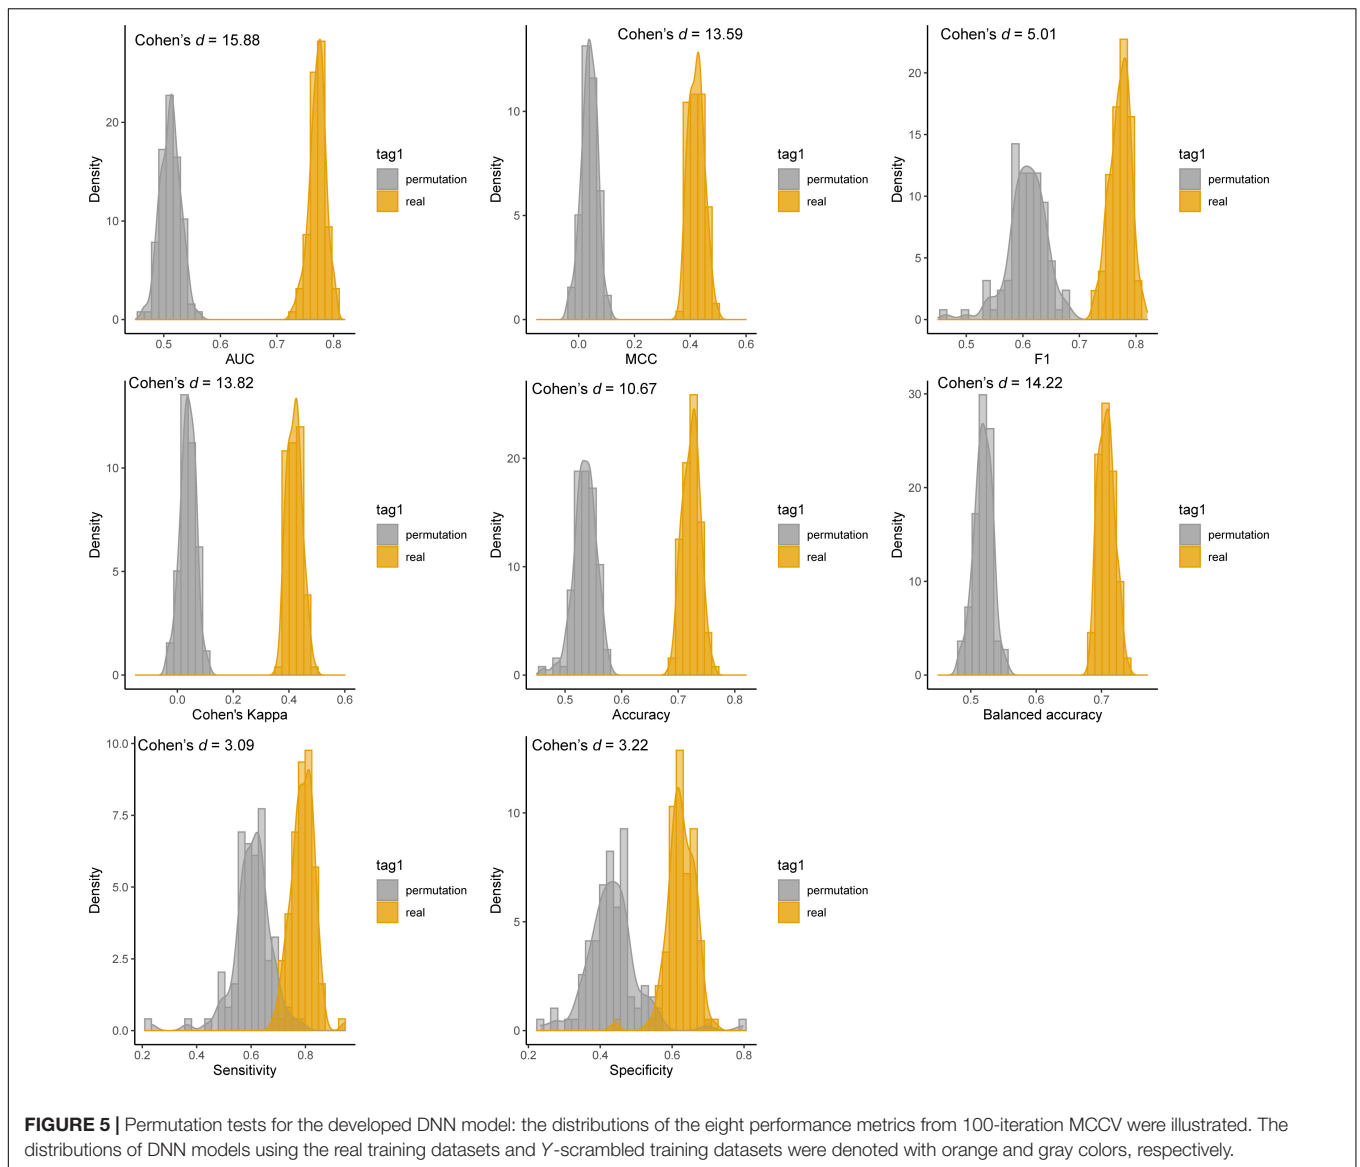 Cohen's d = 15.88
Density
20
10
0
0.5
0.6
0.7
0.8
AUC
tag1
permutation
real
Cohen's d = 13.59
Density
10
5
0
0.0
0.2
0.4
0.6
MCC
tag1
permutation
real
Cohen's d = 5.01
Density
20
15
10
5
0
0.5
0.6
0.7
0.8
F1
tag1
permutation
real
Cohen's d = 13.82
Density
10
5
0
0.0
0.2
0.4
0.6
Cohen's Kappa
tag1
permutation
real
Cohen's d = 10.67
Density
20
10
0
0.5
0.6
0.7
0.8
Accuracy
tag1
permutation
real
Cohen's d = 14.22
Density
30
20
10
0
0.5
0.6
0.7
Balanced accuracy
tag1
permutation
real
Cohen's d = 3.09
Density
10.0
7.5
5.0
2.5
0.0
0.2
0.4
0.6
0.8
Sensitivity
tag1
permutation
real
Cohen's d = 3.22
Density
10
5
0
0.2
0.4
0.6
0.8
Specificity
tag1
permutation
real
FIGURE 5 | Permutation tests for the developed DNN model: the distributions of the eight performance metrics from 100-iteration MCCV were illustrated. The
distributions of DNN models using the real training datasets and Y-scrambled training datasets were denoted with orange and gray colors, respectively.